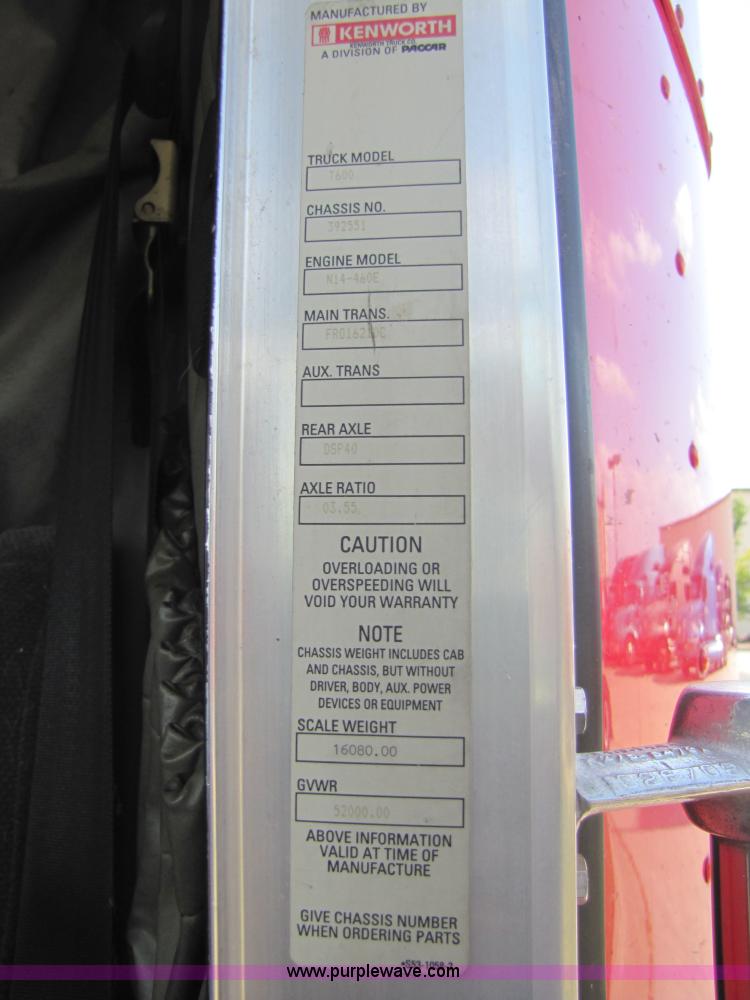 MANUFACTURED BY
KENWORTH
KENWORTH TRUCK CO.
A DIVISION OF PACCAR
TRUCK MODEL
T600
CHASSIS NO.
392551
ENGINE MODEL
N14-460E
MAIN TRANS.
AUX. TRANS
REAR AXLE
DSP40
AXLE RATIO
03.55
CAUTION
OVERLOADING OR
OVERSPEEDING WILL
VOID YOUR WARRANTY
NOTE
CHASSIS WEIGHT INCLUDES CAB
AND CHASSIS, BUT WITHOUT
DRIVER, BODY, AUX. POWER
DEVICES OR EQUIPMENT
SCALE WEIGHT
16080.00
GVWR
52000.00
ABOVE INFORMATION
VALID AT TIME OF
MANUFACTURE
GIVE CHASSIS NUMBER
WHEN ORDERING PARTS
www.purplewave.com